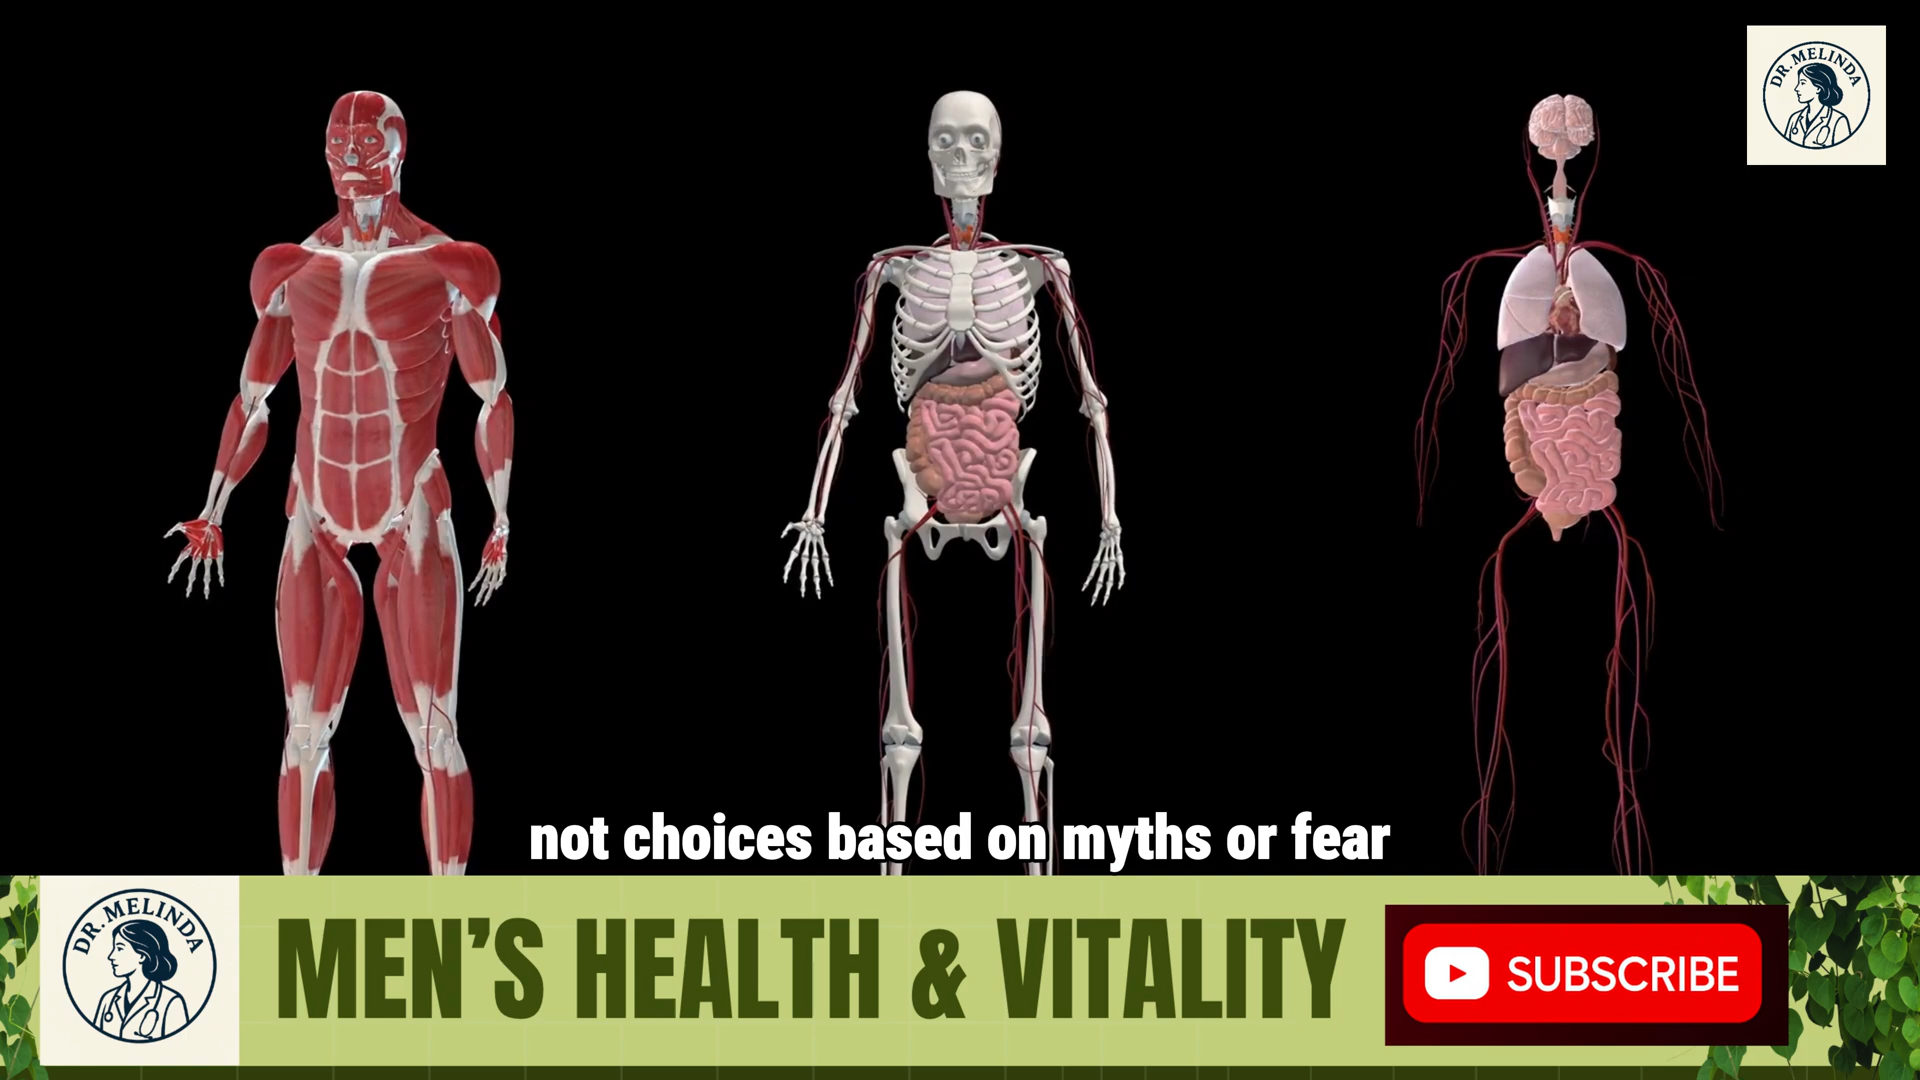 DR. MELINDA
not choices based on myths or fear
DR. MELINDA
MEN'S HEALTH & VITALITY
SUBSCRIBE